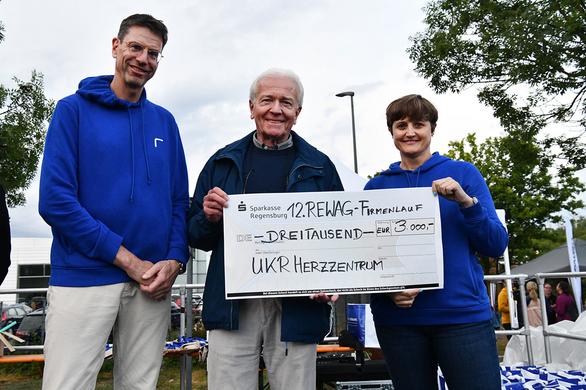 Sparkasse
Regensburg
12. REWAG-FIRMENLAUF
DE -DREITAUSEND- EUR 3.000,-
UKR HERZZENTRUM